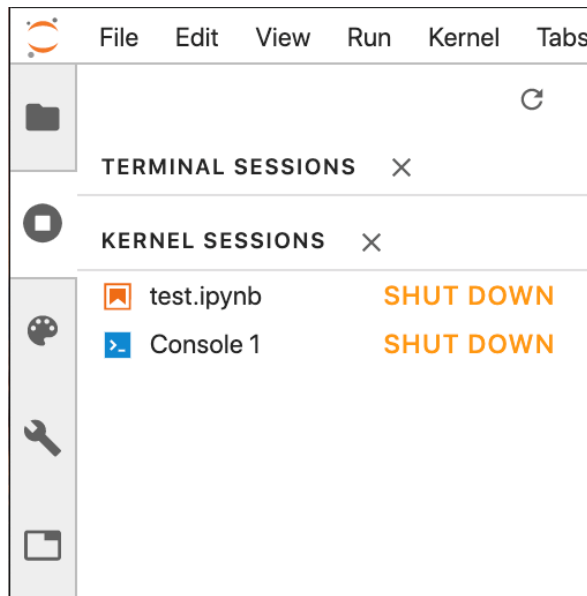 File Edit View Run Kernel Tabs
TERMINAL SESSIONS
KERNEL SESSIONS
test.ipynb SHUT DOWN
Console 1 SHUT DOWN